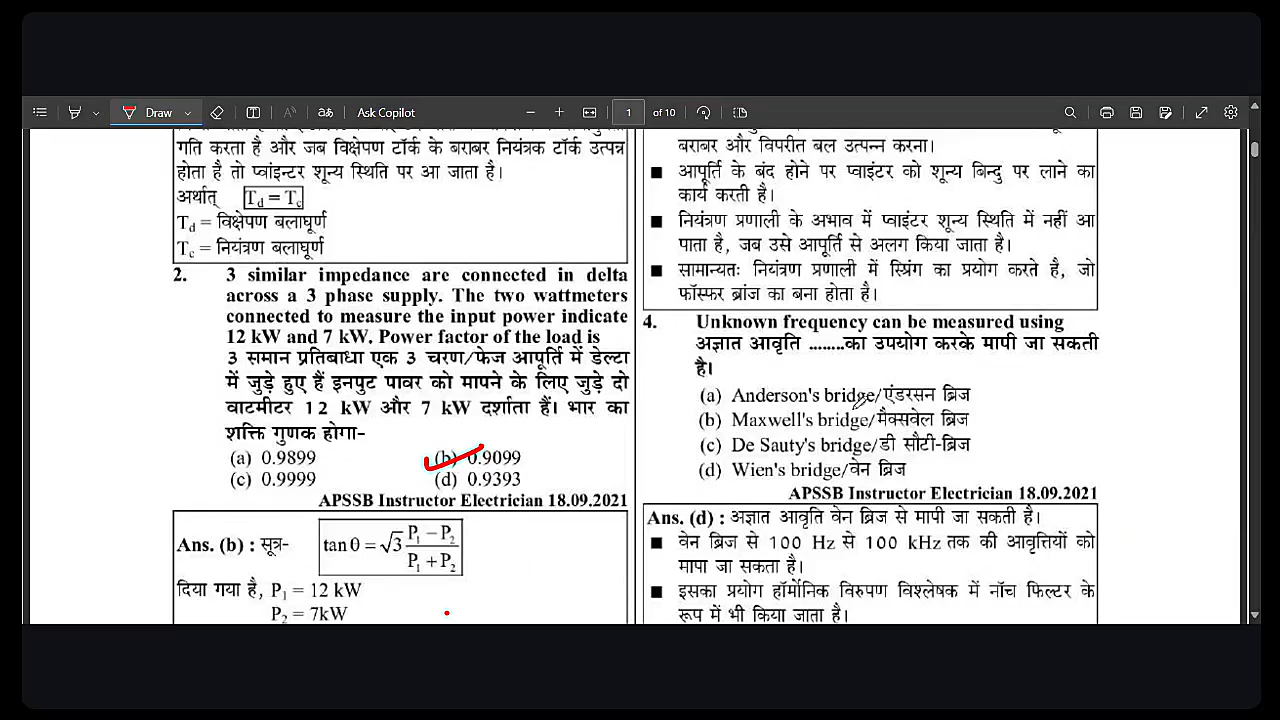 Draw
Ask Copilot
1 of 10
गति करता है और जब विक्षेपण टॉर्क के बराबर नियंत्रक टॉर्क उत्पन्न
होता है तो प्वांइन्टर शून्य स्थिति पर आ जाता है।
अर्थात् Td = Tc
Td = विक्षेपण बलाघूर्ण
Tc = नियंत्रण बलाघूर्ण
2. 3 similar impedance are connected in delta
across a 3 phase supply. The two wattmeters
connected to measure the input power indicate
12 kW and 7 kW. Power factor of the load is
3 समान प्रतिबाधा एक 3 चरण/फेज आपूर्ति में डेल्टा
में जुड़े हुए हैं इनपुट पावर को मापने के लिए जुड़े दो
वाटमीटर 12 kW और 7 kW दर्शाता हैं। भार का
शक्ति गुणक होगा-
(a) 0.9899 (b) 0.9099
(c) 0.9999 (d) 0.9393
APSSB Instructor Electrician 18.09.2021
Ans. (b) : सूत्र- tan θ = √3 (P1 − P2)/(P1 + P2)
दिया गया है, P1 = 12 kW
P2 = 7kW
बराबर और विपरीत बल उत्पन्न करना।
■ आपूर्ति के बंद होने पर प्वाइंटर को शून्य बिन्दु पर लाने का
कार्य करती है।
■ नियंत्रण प्रणाली के अभाव में प्वाइंटर शून्य स्थिति में नहीं आ
पाता है, जब उसे आपूर्ति से अलग किया जाता है।
■ सामान्यतः नियंत्रण प्रणाली में स्प्रिंग का प्रयोग करते है, जो
फॉस्फर ब्रांज का बना होता है।
4. Unknown frequency can be measured using
अज्ञात आवृति ........का उपयोग करके मापी जा सकती
है।
(a) Anderson's bridge/एंडरसन ब्रिज
(b) Maxwell's bridge/मैक्सवेल ब्रिज
(c) De Sauty's bridge/डी सौटी-ब्रिज
(d) Wien's bridge/वेन ब्रिज
APSSB Instructor Electrician 18.09.2021
Ans. (d) : अज्ञात आवृति वेन ब्रिज से मापी जा सकती है।
■ वेन ब्रिज से 100 Hz से 100 kHz तक की आवृत्तियों को
मापा जा सकता है।
■ इसका प्रयोग हॉर्मोनिक विरुपण विश्लेषक में नॉच फिल्टर के
रूप में भी किया जाता है।